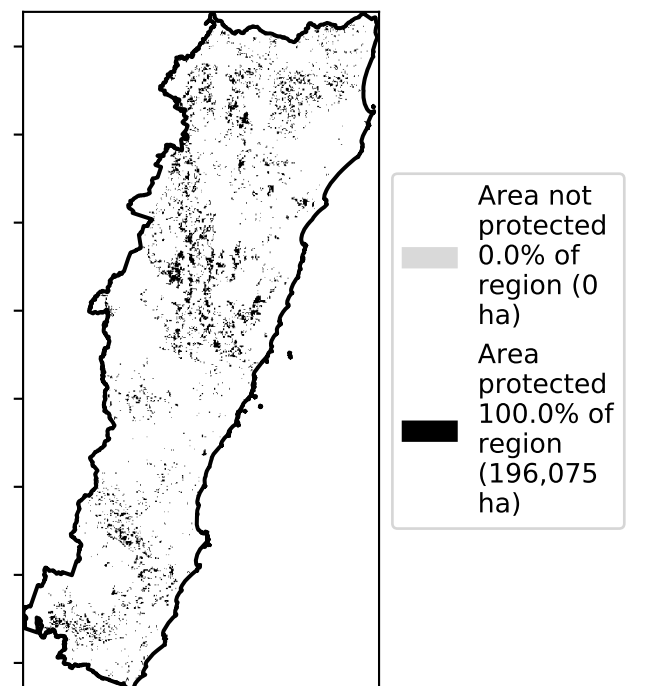 Area not
protected
0.0% of
region (0
ha)
Area
protected
100.0% of
region
(196,075
ha)